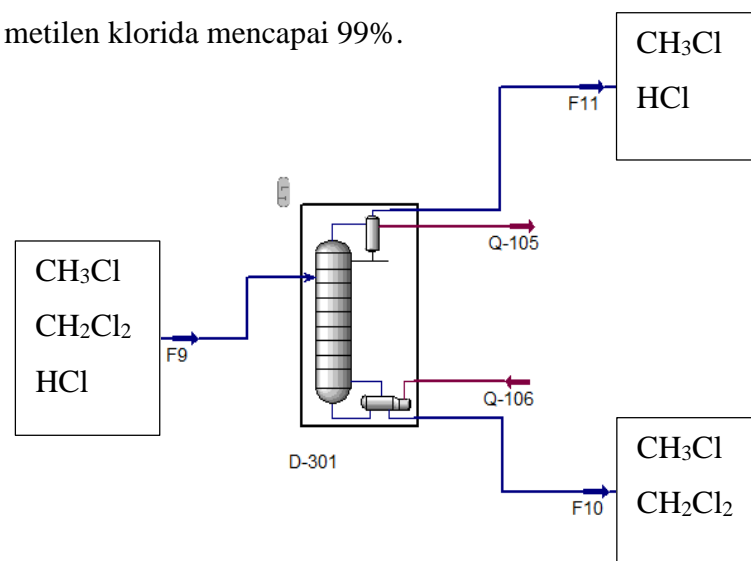 metilen klorida mencapai 99%.
CH₃Cl
HCl
F11
Q-105
CH₃Cl
CH₂Cl₂
HCl
F9
Q-106
D-301
CH₃Cl
CH₂Cl₂
F10